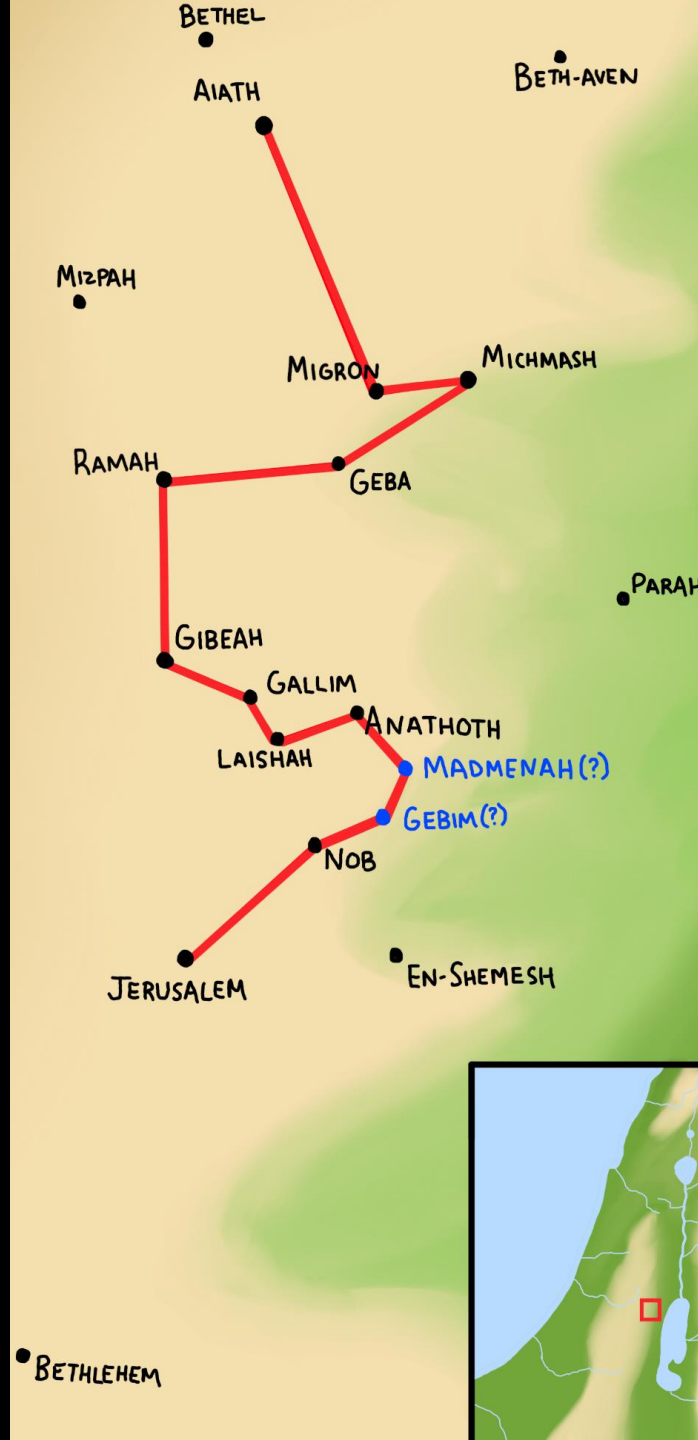 BETHEL
BETH-AVEN
AIATH
MIZPAH
MIGRON
MICHMASH
RAMAH
GEBA
PARAH
GIBEAH
GALLIM
ANATHOTH
LAISHAH
MADMENAH(?)
GEBIM(?)
NOB
EN-SHEMESH
JERUSALEM
BETHLEHEM